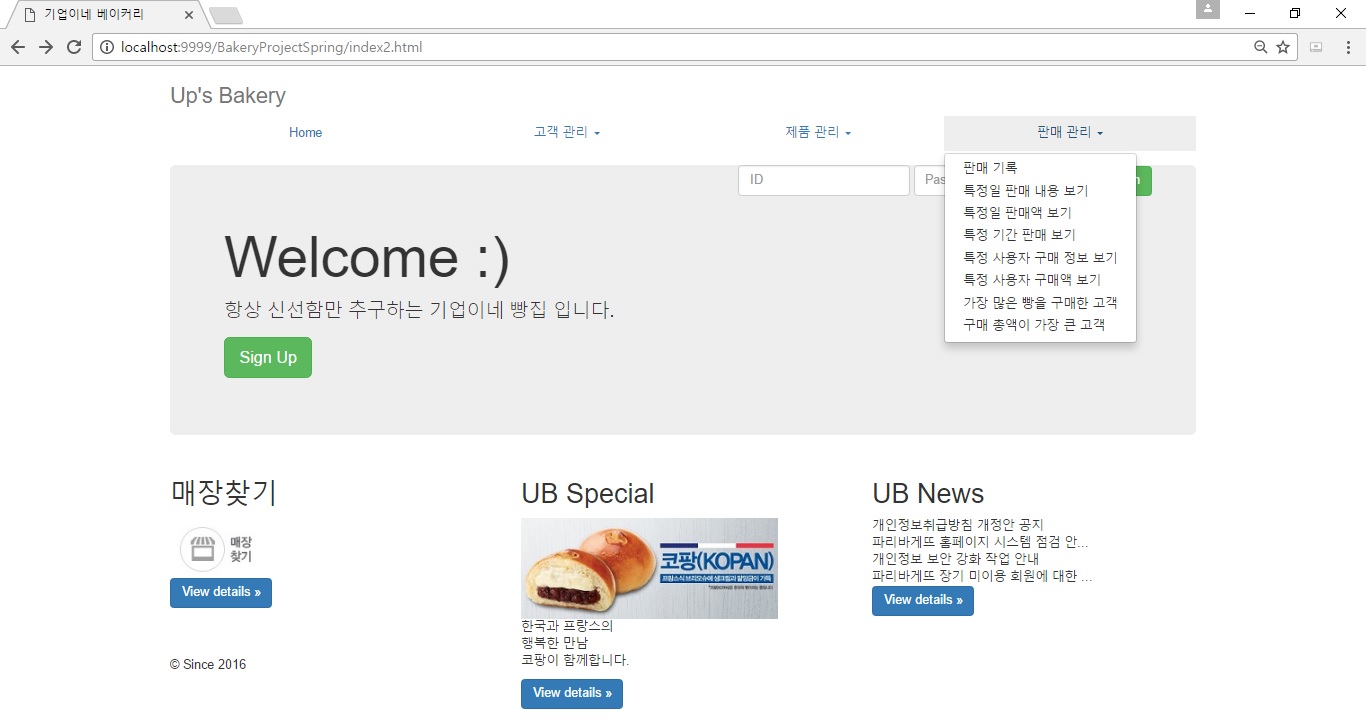 기업이네 베이커리
localhost:9999/BakeryProjectSpring/index2.html
Up's Bakery
Home
고객 관리
제품 관리
판매 관리
판매 기록
특정일 판매 내용 보기
특정일 판매액 보기
특정 기간 판매 보기
특정 사용자 구매 정보 보기
특정 사용자 구매액 보기
가장 많은 빵을 구매한 고객
구매 총액이 가장 큰 고객
ID
Pas
Welcome :)
항상 신선함만 추구하는 기업이네 빵집 입니다.
Sign Up
매장찾기
매장
찾기
View details »
UB Special
코팡(KOPAN)
한국과 프랑스의
행복한 만남
코팡이 함께합니다.
View details »
UB News
개인정보취급방침 개정안 공지
파리바게뜨 홈페이지 시스템 점검 안...
개인정보 보안 강화 작업 안내
파리바게뜨 장기 미이용 회원에 대한 ...
View details »
© Since 2016